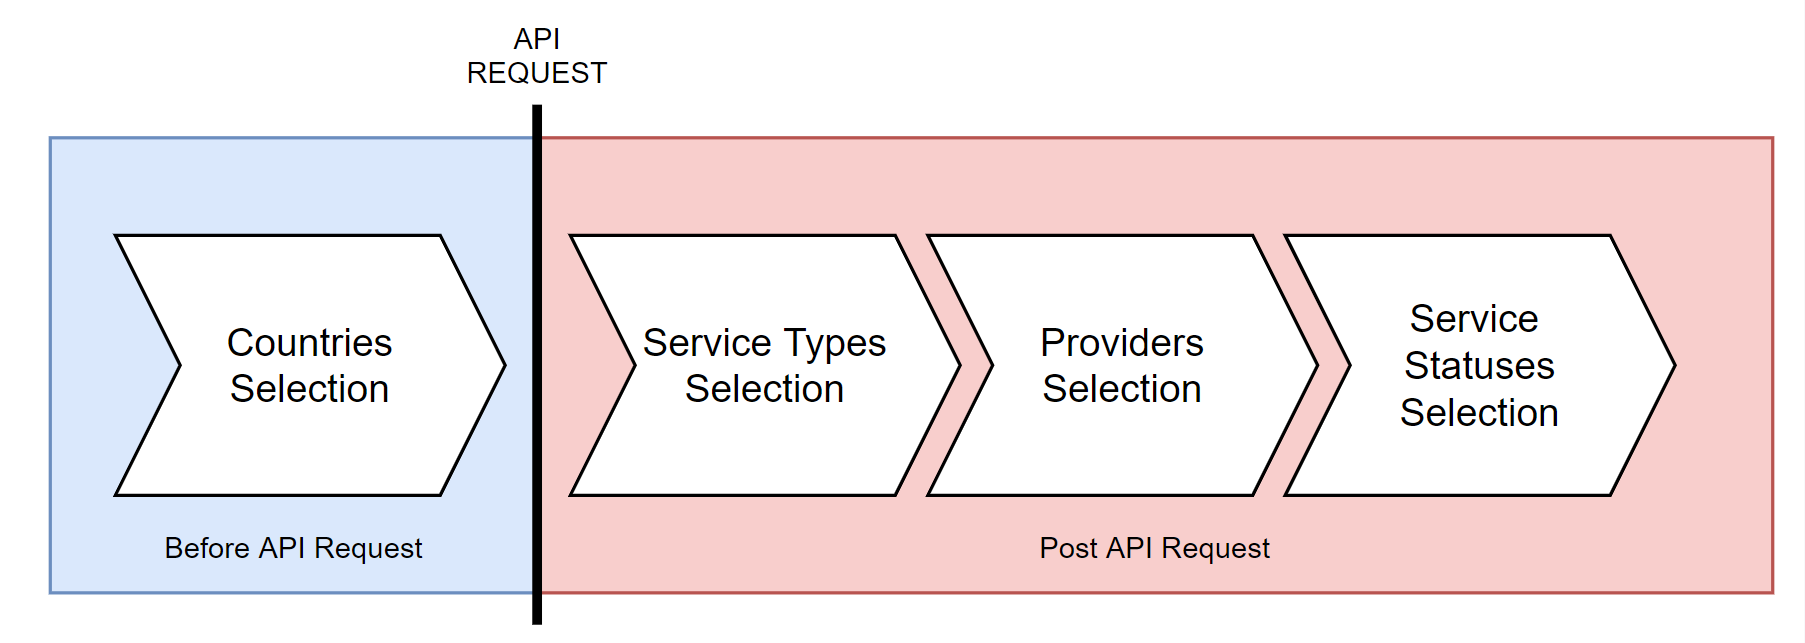 API
REQUEST
Countries
Selection
Service Types
Selection
Providers
Selection
Service
Statuses
Selection
Before API Request
Post API Request